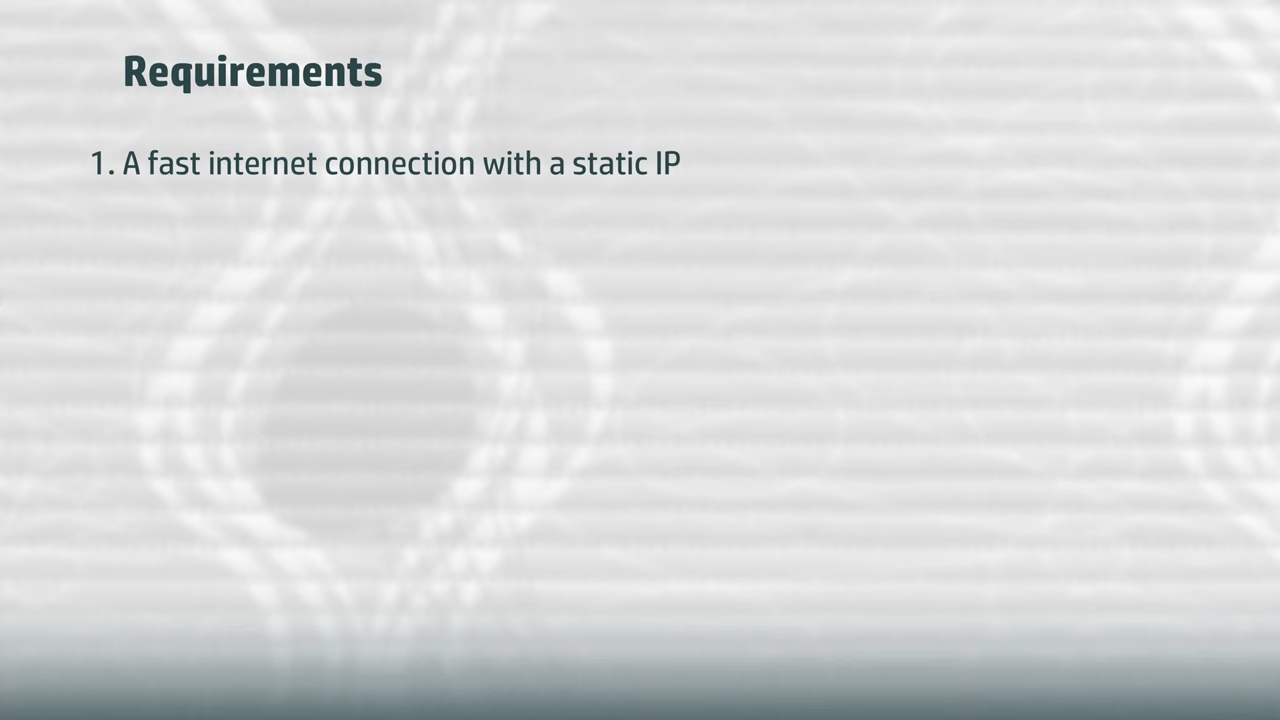 Requirements
1. A fast internet connection with a static IP